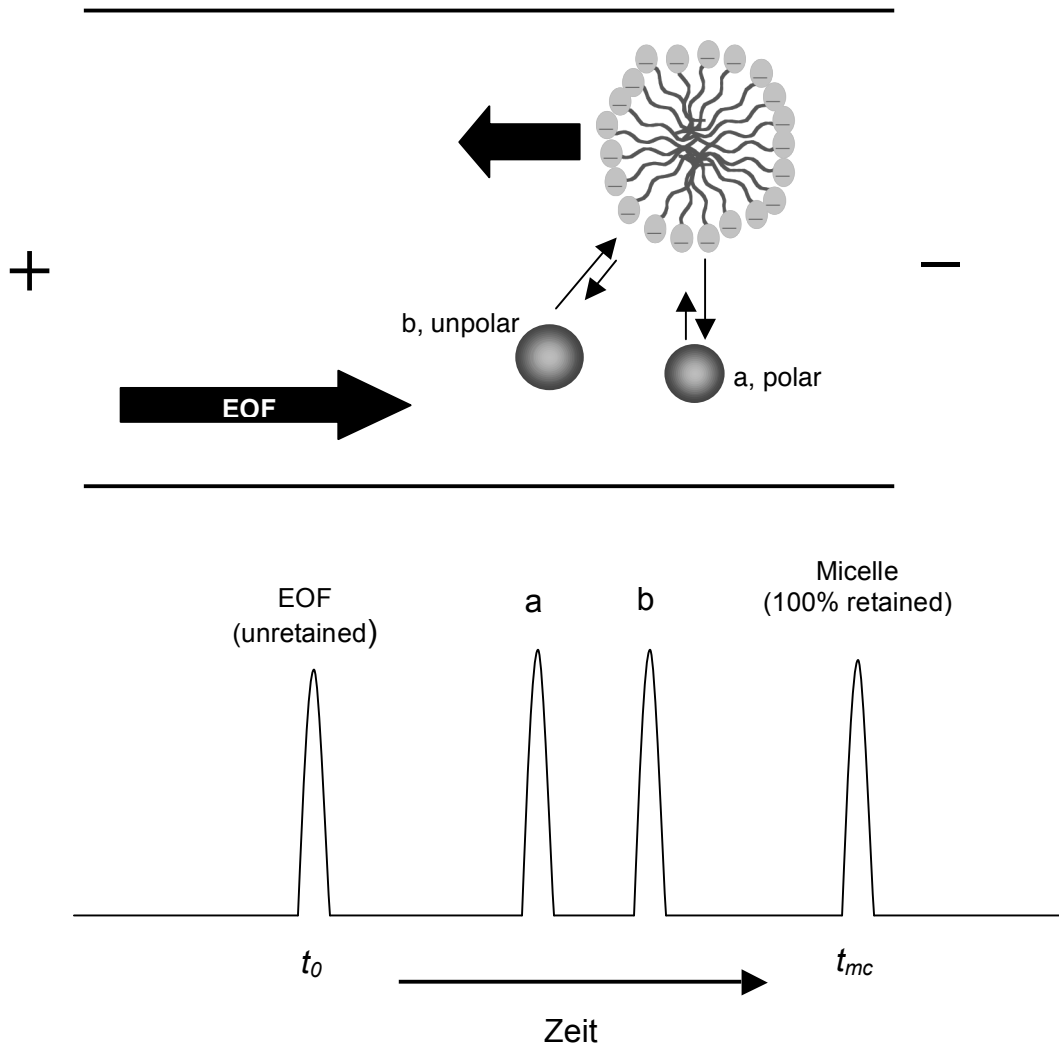 +
−
b, unpolar
a, polar
EOF
EOF
(unretained)
a
b
Micelle
(100% retained)
t0
tmc
Zeit